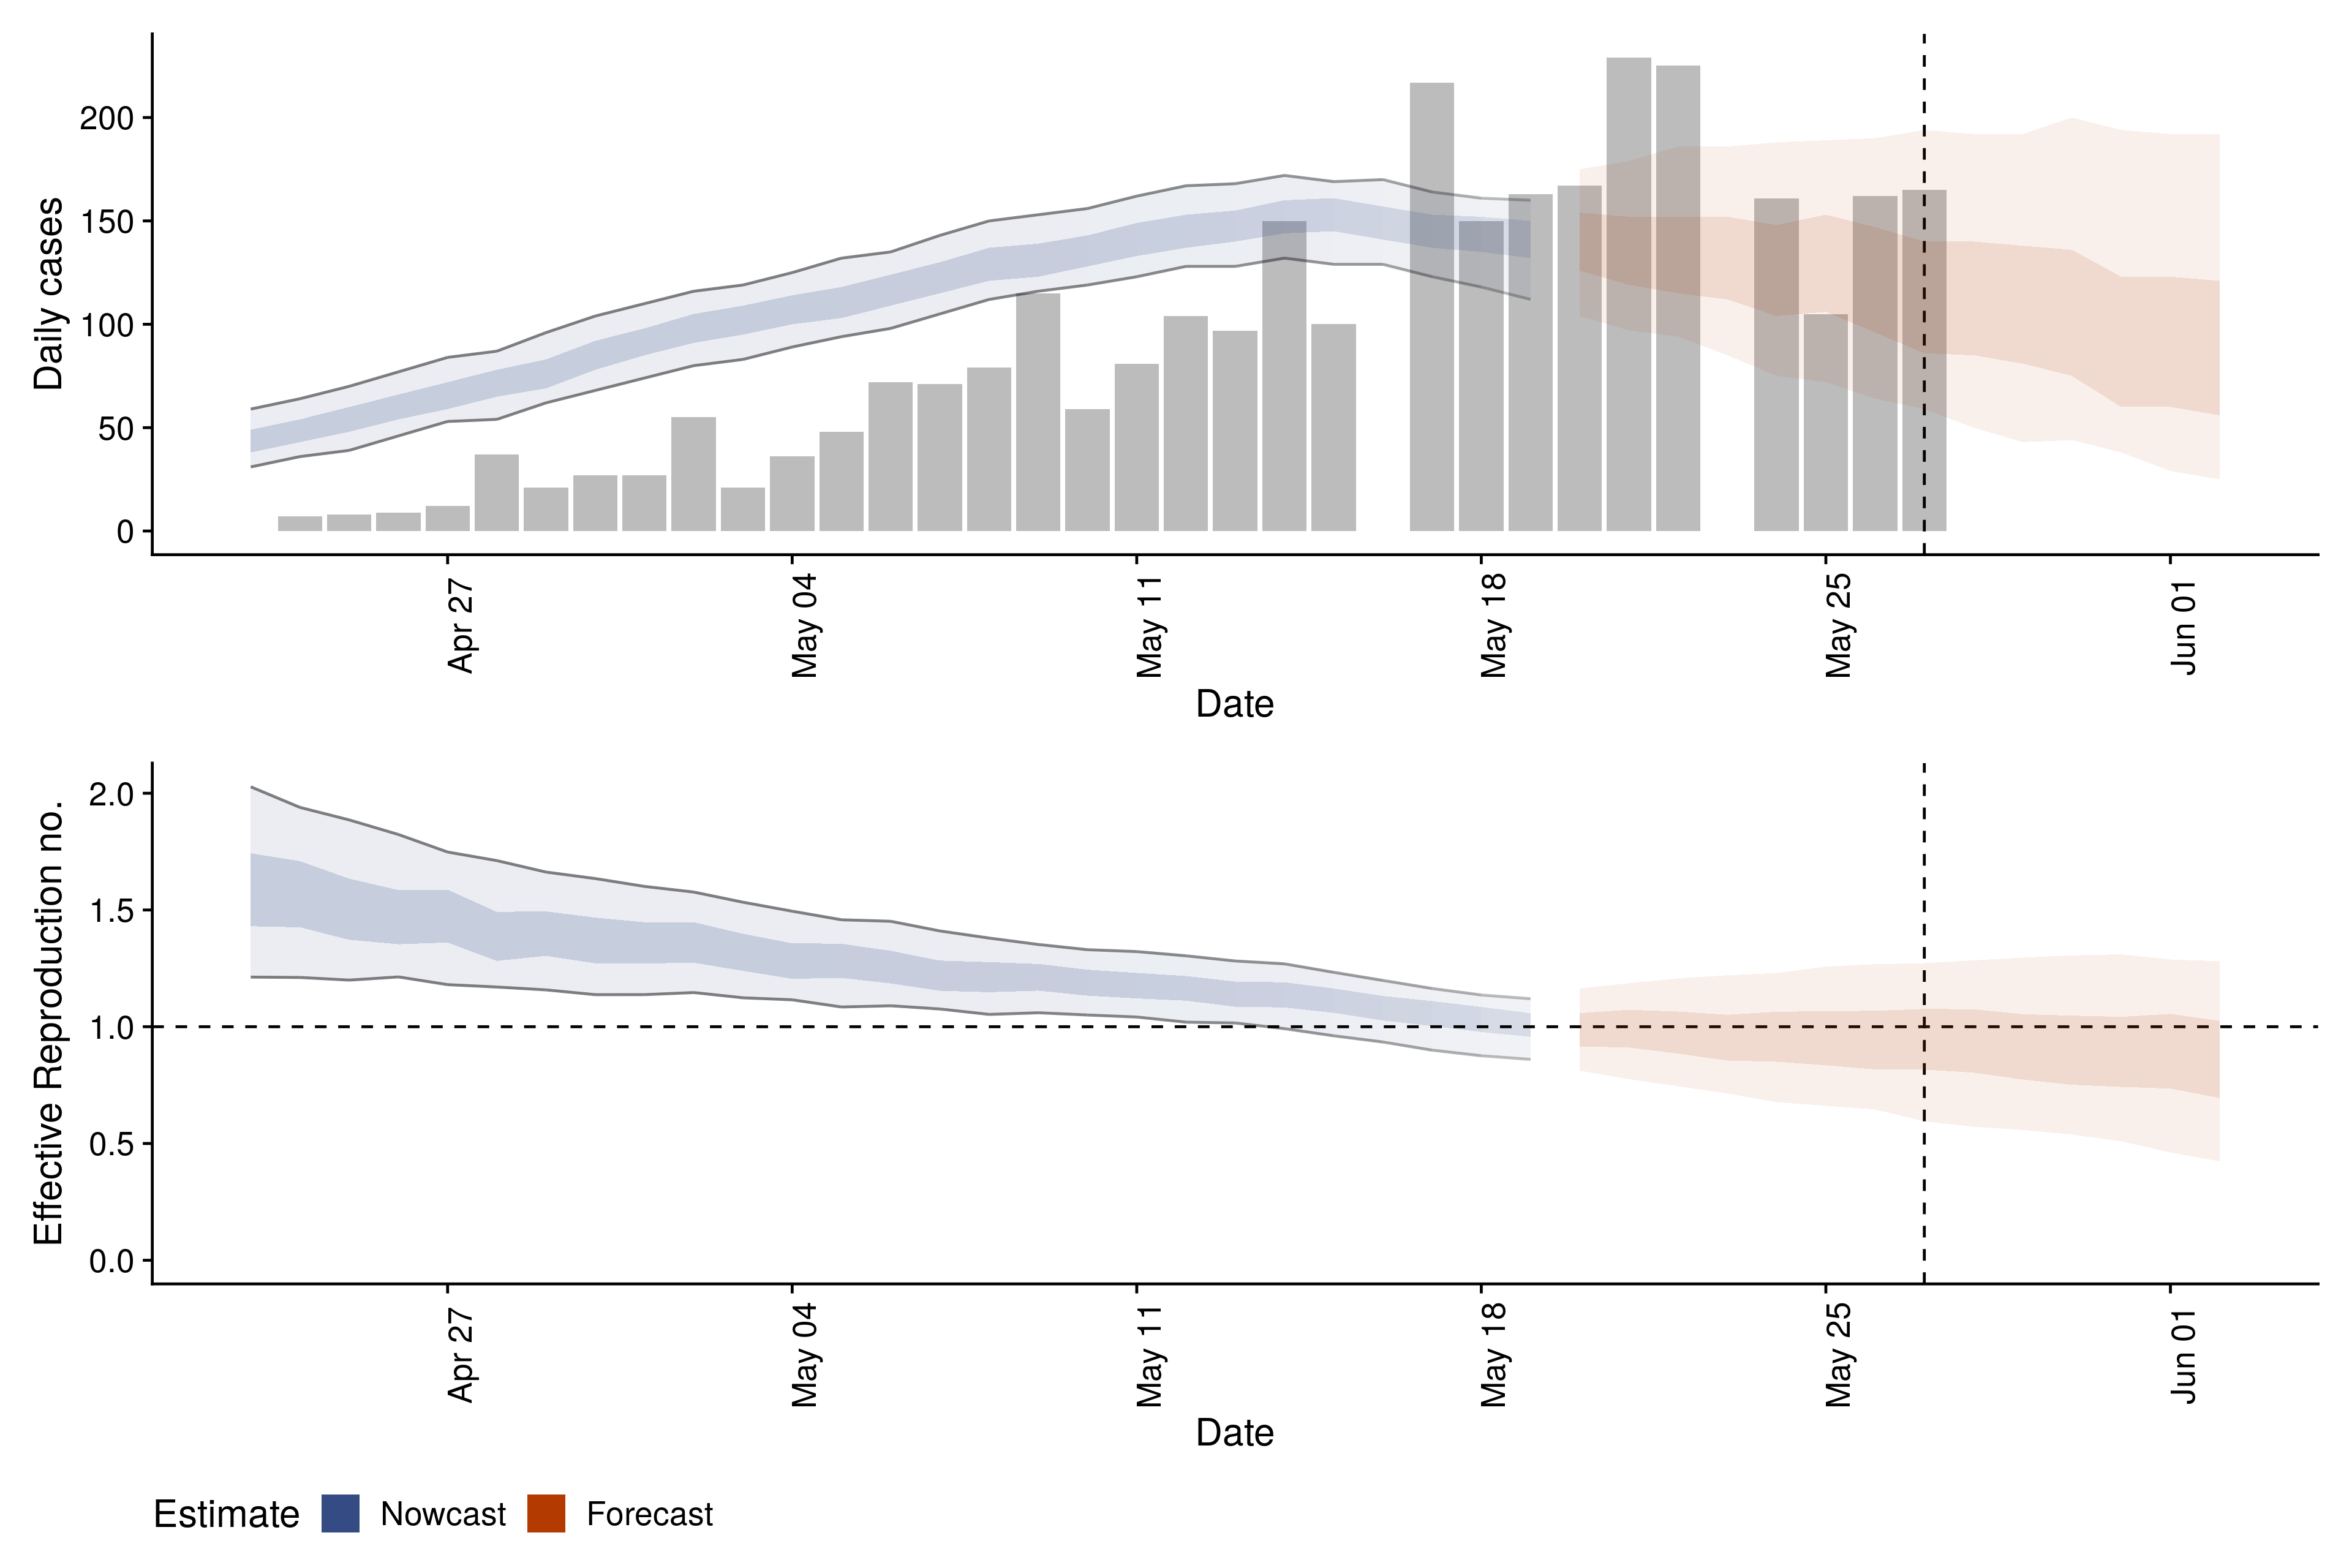 Daily cases
200
150
100
50
0
Apr 27
May 04
May 11
May 18
May 25
Jun 01
Date
Effective Reproduction no.
2.0
1.5
1.0
0.5
0.0
Apr 27
May 04
May 11
May 18
May 25
Jun 01
Date
Estimate Nowcast Forecast